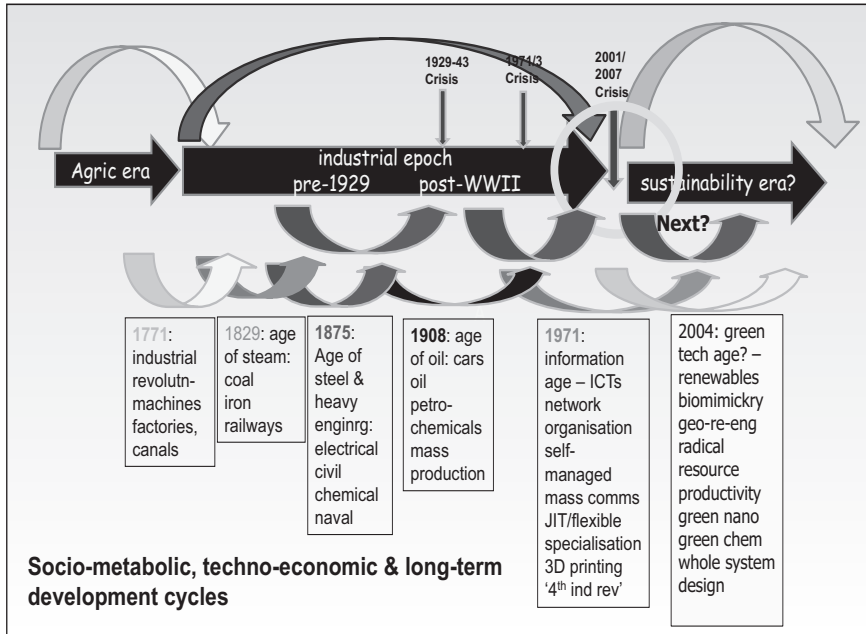 1929-43
Crisis
1971/3
Crisis
2001/
2007
Crisis
Agric era
industrial epoch
pre-1929
post-WWII
sustainability era?
Next?
1771:
industrial
revolutn-
machines
factories,
canals
1829: age
of steam:
coal
iron
railways
1875:
Age of
steel &
heavy
enginrg:
electrical
civil
chemical
naval
1908: age
of oil: cars
oil
petro-
chemicals
mass
production
1971:
information
age – ICTs
network
organisation
self-
managed
mass comms
JIT/flexible
specialisation
3D printing
‘4th ind rev’
2004: green
tech age? –
renewables
biomimickry
geo-re-eng
radical
resource
productivity
green nano
green chem
whole system
design
Socio-metabolic, techno-economic & long-term
development cycles